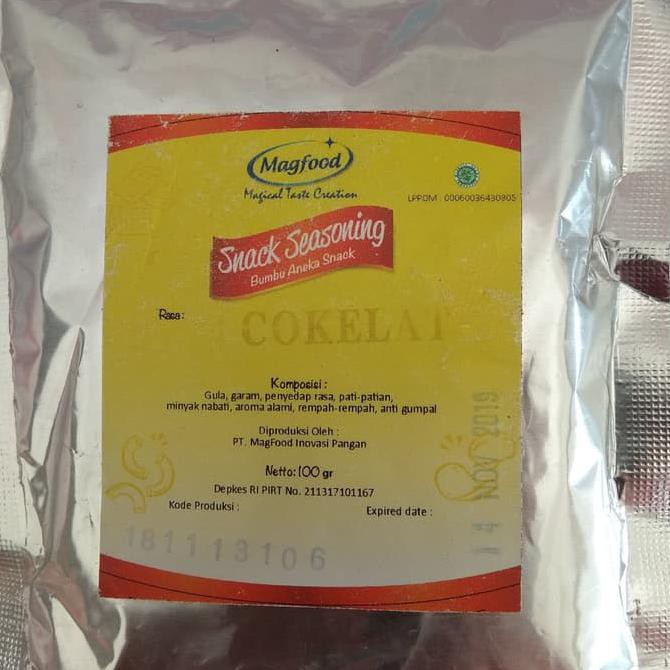 Magfood
Magical Taste Creation
LPPOM : 00060036430805
Snack Seasoning
Bumbu Aneka Snack
Rasa :
COKELAT
Komposisi :
Gula, garam, penyedap rasa, pati-patian,
minyak nabati, aroma alami, rempah-rempah, anti gumpal
Diproduksi Oleh :
PT. MagFood Inovasi Pangan
Netto: 100 gr
Depkes RI PIRT No. 211317101167
Kode Produksi :
Expired date :
181113106
14 NOV 2019